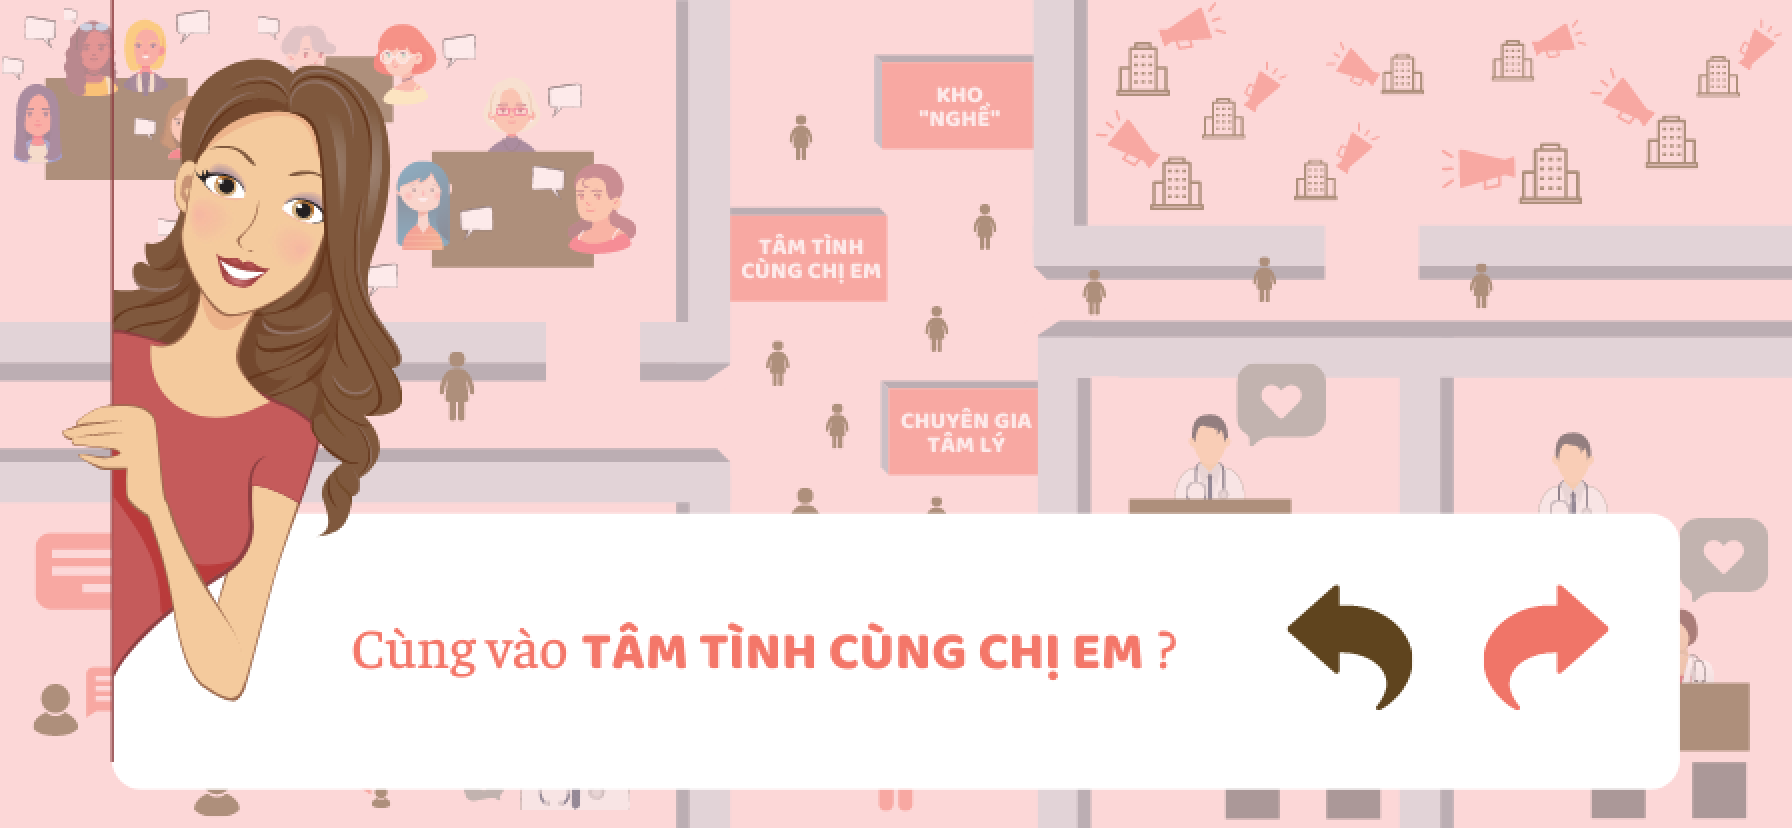 KHO
"NGHỀ"
TÂM TÌNH
CÙNG CHỊ EM
CHUYÊN GIA
TÂM LÝ
Cùng vào TÂM TÌNH CÙNG CHỊ EM ?